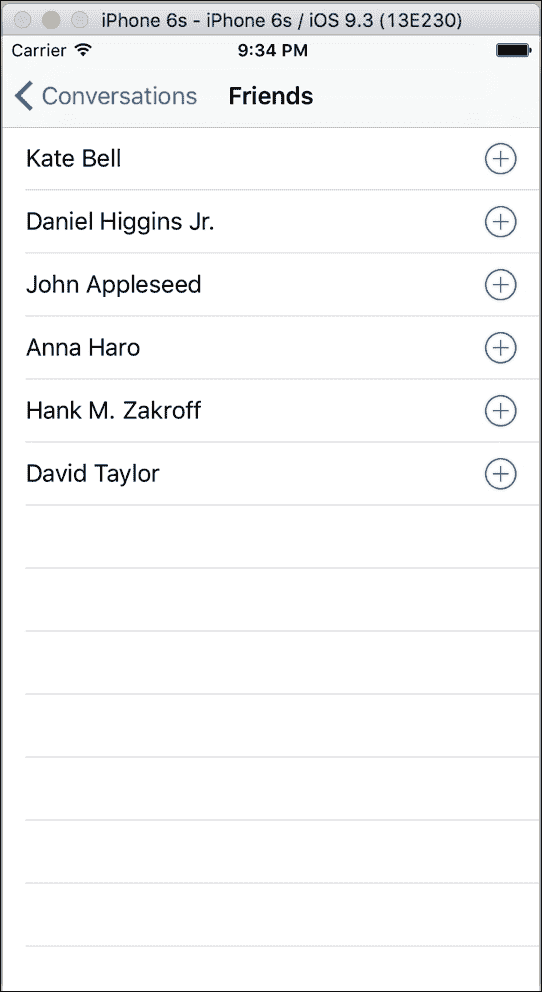 iPhone 6s - iPhone 6s / iOS 9.3 (13E230)
Carrier 9:34 PM
Conversations Friends
Kate Bell
Daniel Higgins Jr.
John Appleseed
Anna Haro
Hank M. Zakroff
David Taylor